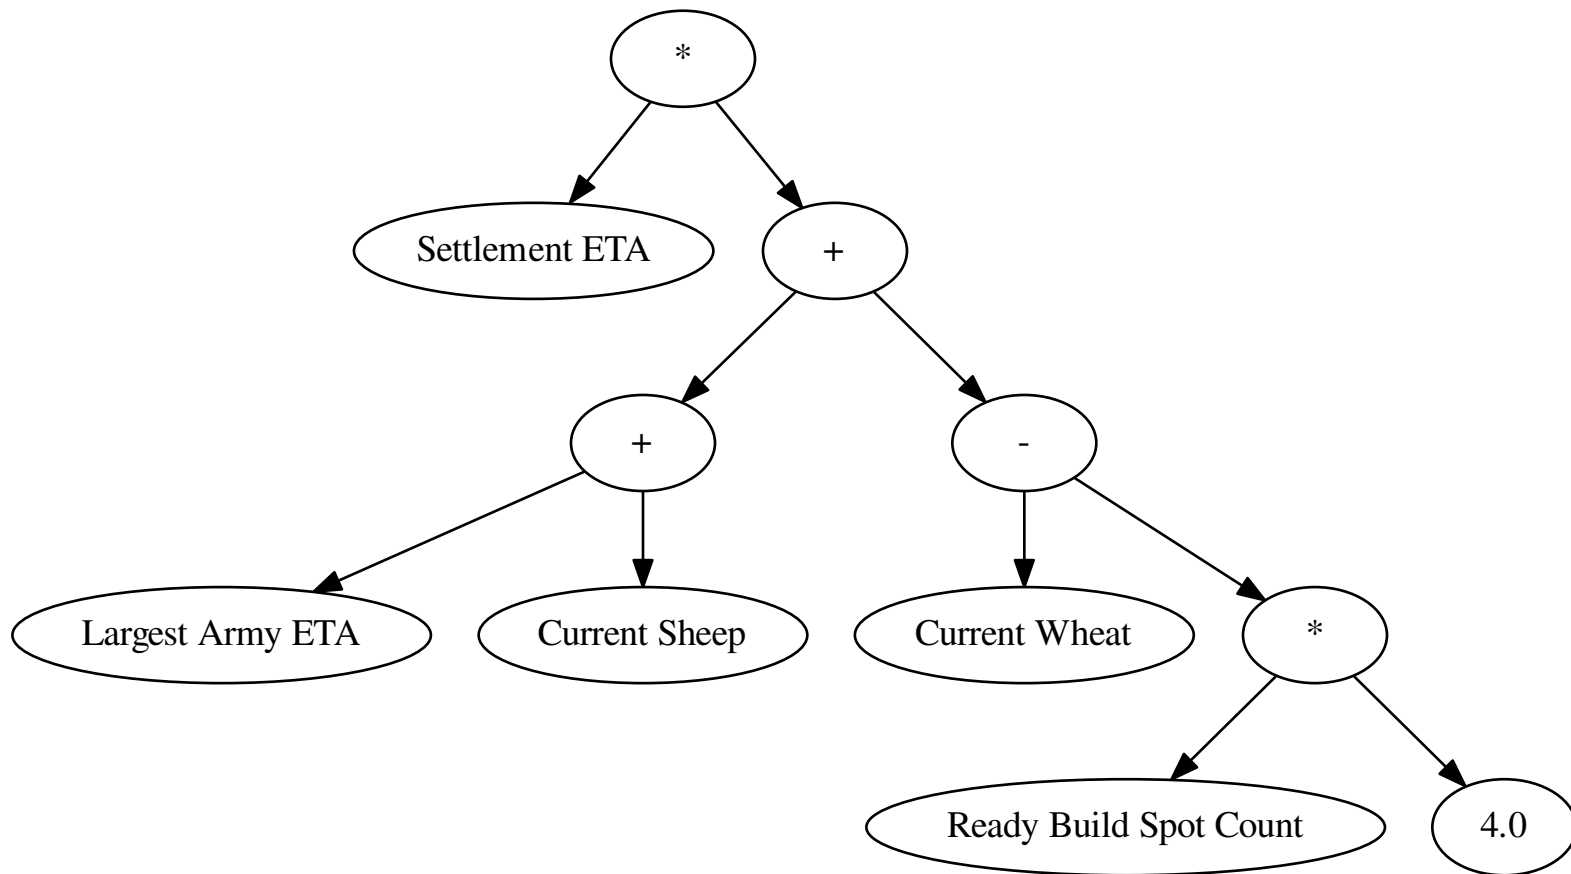 *
Settlement ETA
+
+
-
Largest Army ETA
Current Sheep
Current Wheat
*
Ready Build Spot Count
4.0